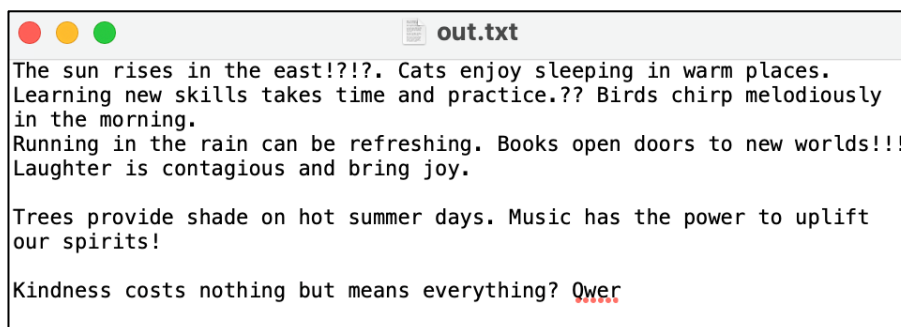 out.txt
The sun rises in the east!?!?. Cats enjoy sleeping in warm places.
Learning new skills takes time and practice.?? Birds chirp melodiously
in the morning.
Running in the rain can be refreshing. Books open doors to new worlds!!!
Laughter is contagious and bring joy.
Trees provide shade on hot summer days. Music has the power to uplift
our spirits!
Kindness costs nothing but means everything? Qwer